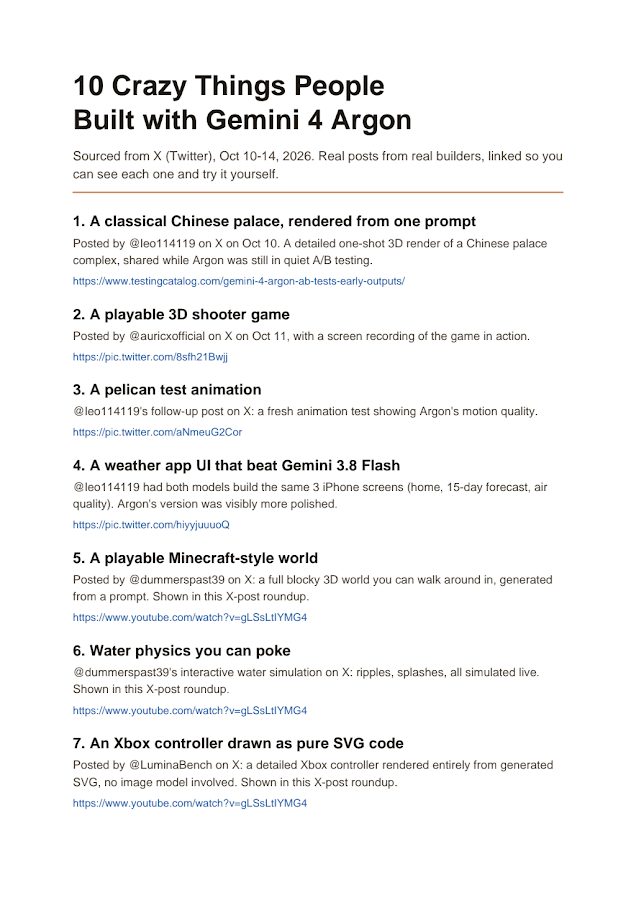 10 Crazy Things People
Built with Gemini 4 Argon
Sourced from X (Twitter), Oct 10-14, 2026. Real posts from real builders, linked so you
can see each one and try it yourself.
1. A classical Chinese palace, rendered from one prompt
Posted by @leo114119 on X on Oct 10. A detailed one-shot 3D render of a Chinese palace
complex, shared while Argon was still in quiet A/B testing.
https://www.testingcatalog.com/gemini-4-argon-ab-tests-early-outputs/
2. A playable 3D shooter game
Posted by @auricxofficial on X on Oct 11, with a screen recording of the game in action.
https://pic.twitter.com/8sfh21Bwjj
3. A pelican test animation
@leo114119's follow-up post on X: a fresh animation test showing Argon's motion quality.
https://pic.twitter.com/aNmeuG2Cor
4. A weather app UI that beat Gemini 3.8 Flash
@leo114119 had both models build the same 3 iPhone screens (home, 15-day forecast, air
quality). Argon's version was visibly more polished.
https://pic.twitter.com/hiyyjuuuoQ
5. A playable Minecraft-style world
Posted by @dummerspast39 on X: a full blocky 3D world you can walk around in, generated
from a prompt. Shown in this X-post roundup.
https://www.youtube.com/watch?v=gLSsLtIYMG4
6. Water physics you can poke
@dummerspast39's interactive water simulation on X: ripples, splashes, all simulated live.
Shown in this X-post roundup.
https://www.youtube.com/watch?v=gLSsLtIYMG4
7. An Xbox controller drawn as pure SVG code
Posted by @LuminaBench on X: a detailed Xbox controller rendered entirely from generated
SVG, no image model involved. Shown in this X-post roundup.
https://www.youtube.com/watch?v=gLSsLtIYMG4